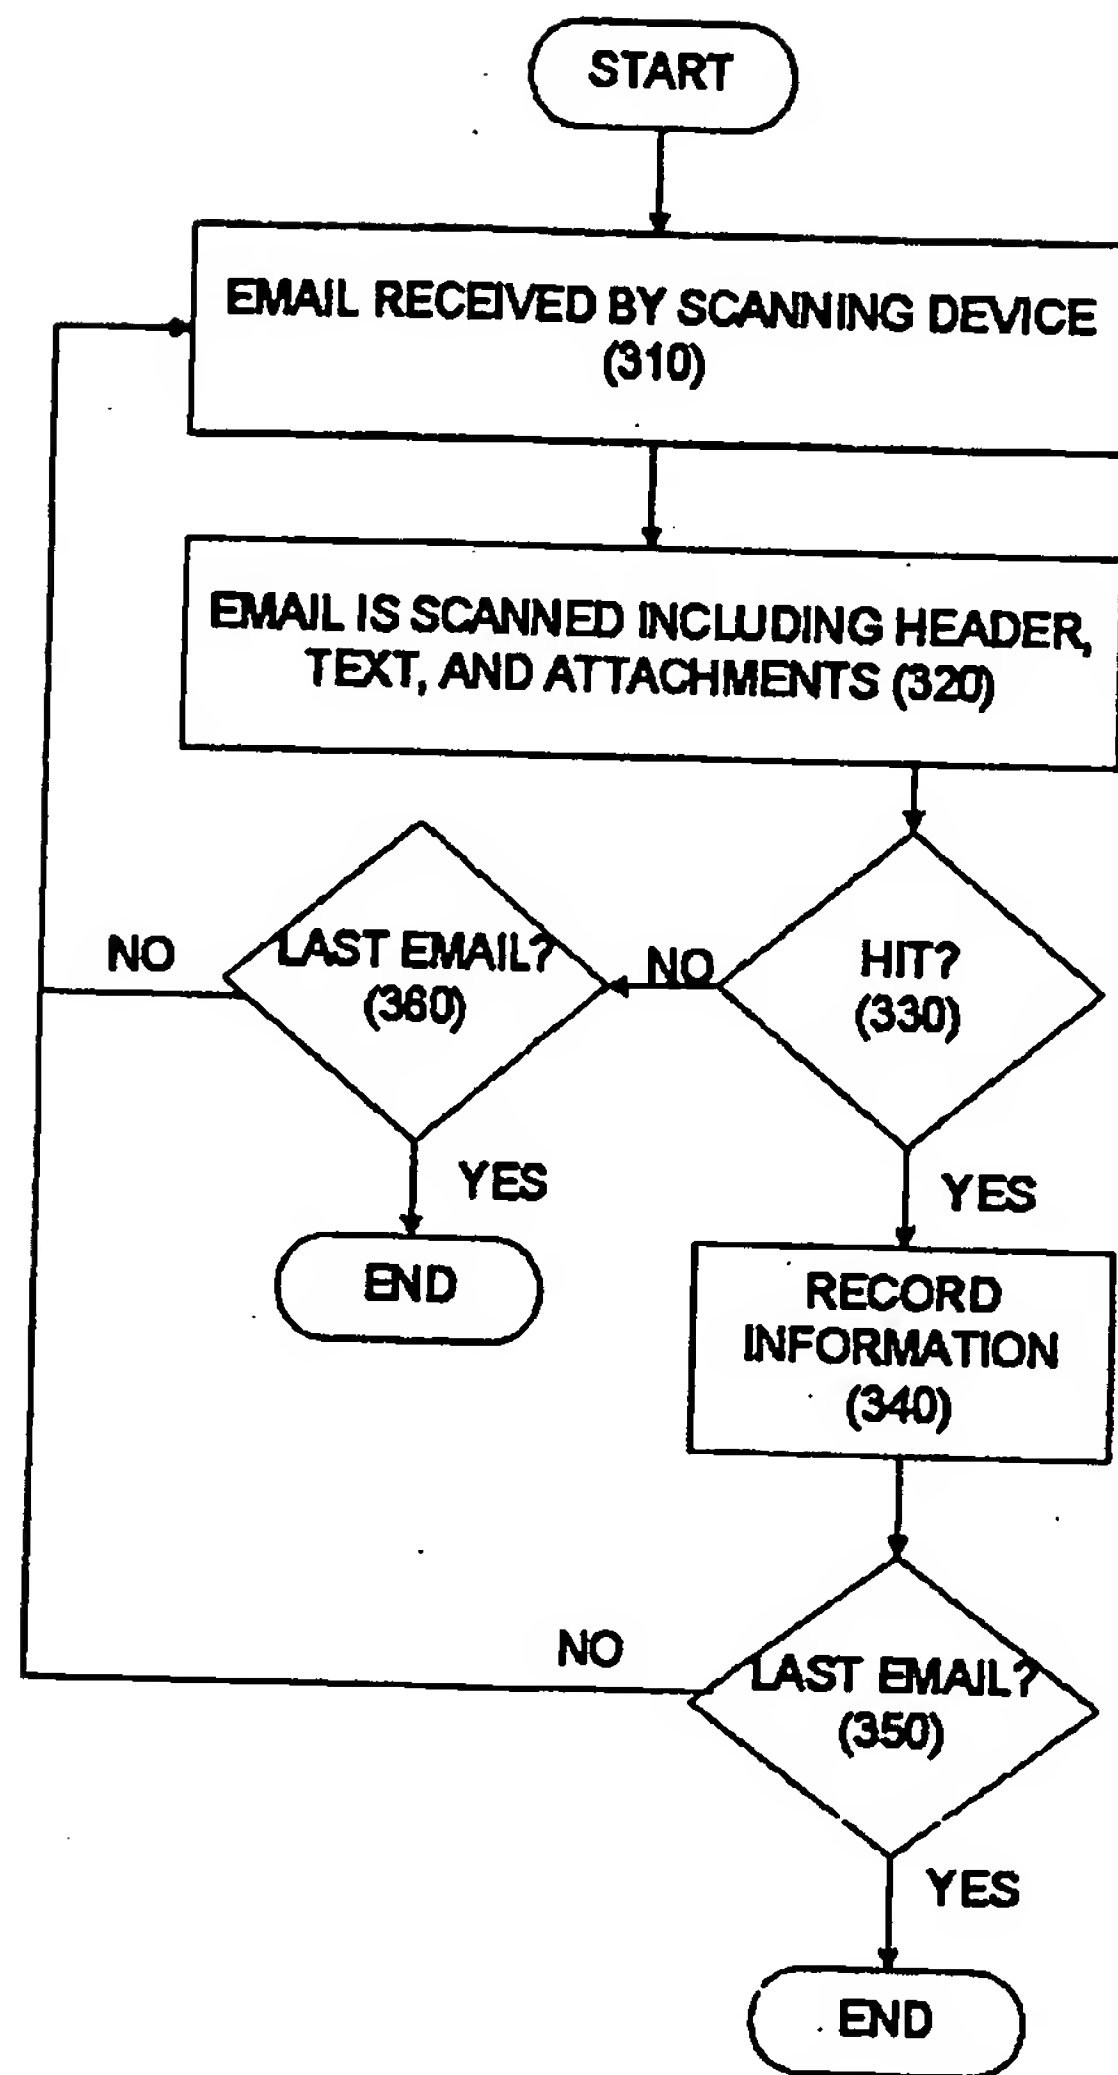 START
EMAIL RECEIVED BY SCANNING DEVICE
(310)
EMAIL IS SCANNED INCLUDING HEADER,
TEXT, AND ATTACHMENTS (320)
NO
LAST EMAIL?
(360)
NO
HIT?
(330)
YES
END
YES
RECORD
INFORMATION
(340)
NO
LAST EMAIL?
(350)
YES
END